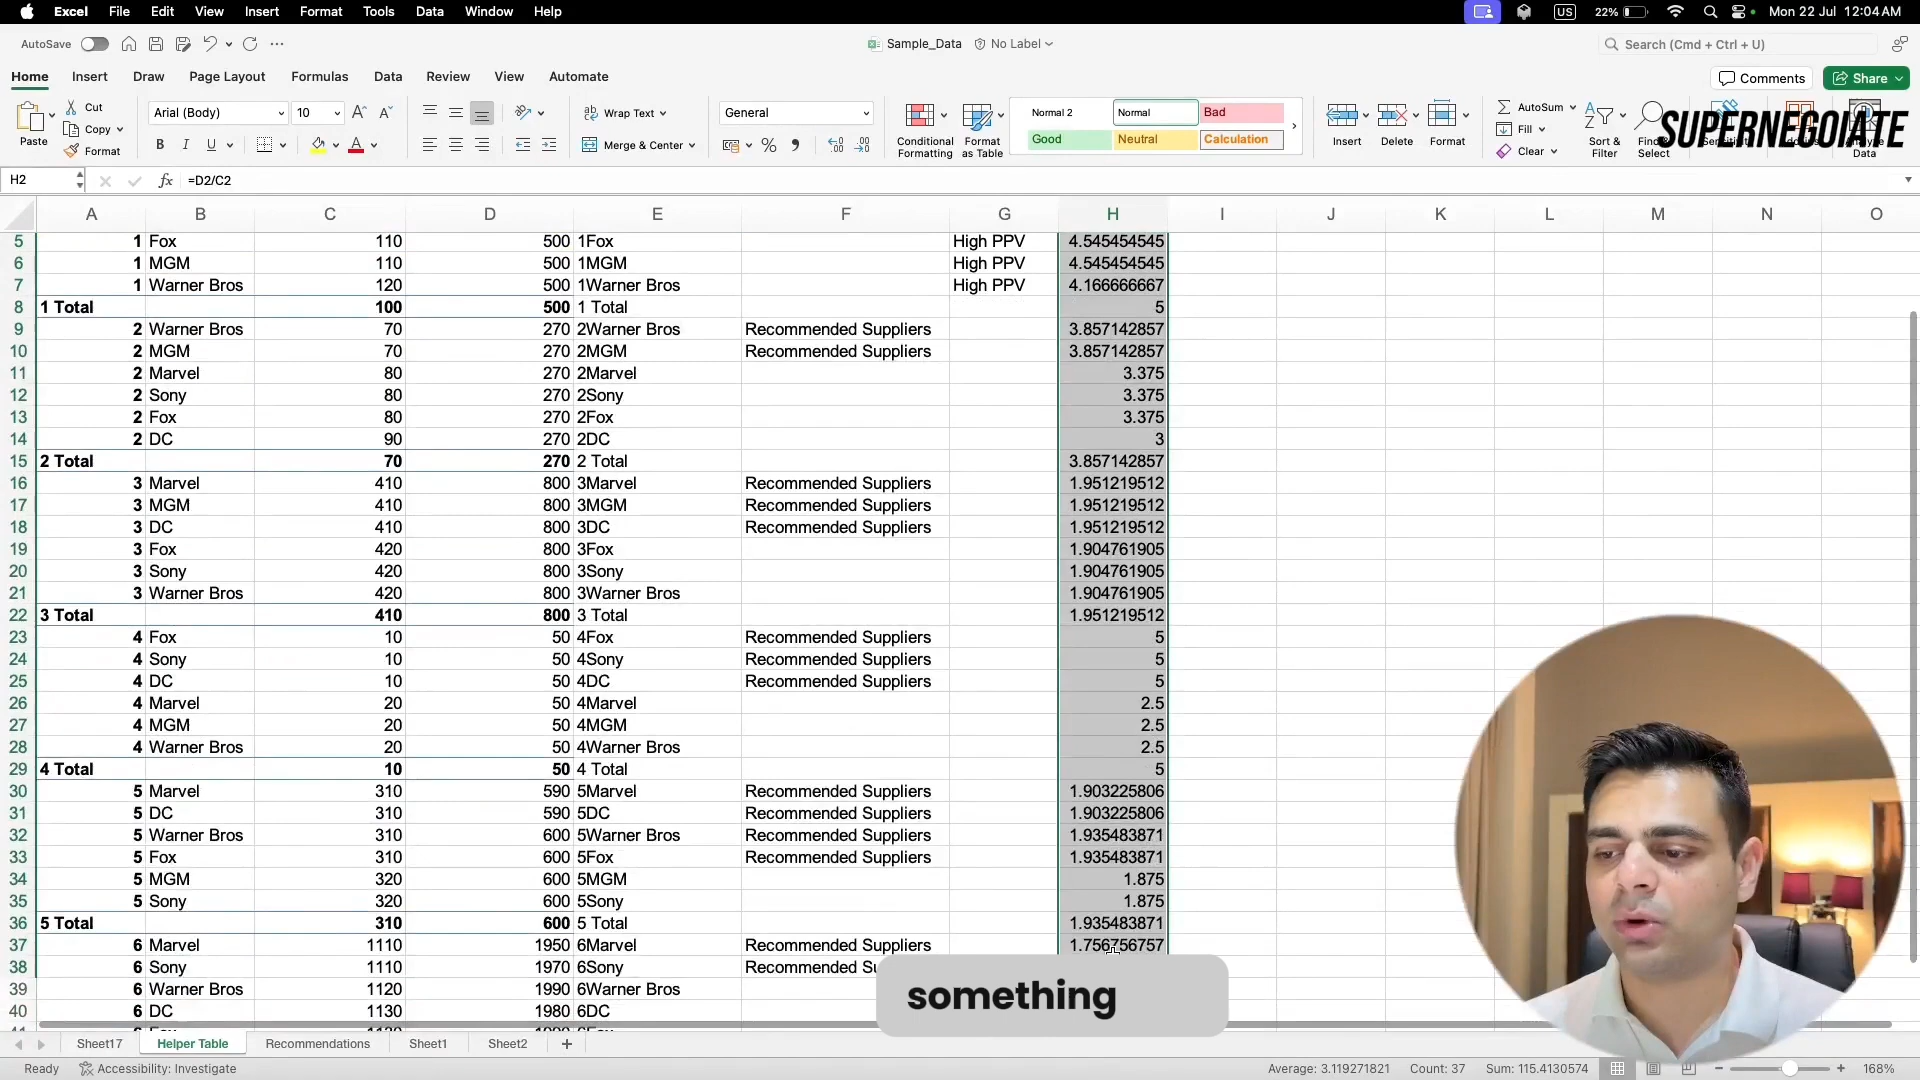 Excel File Edit View Insert Format Tools Data Window Help US 22% Mon 22 Jul 12:04 AM
AutoSave Sample_Data No Label Search (Cmd + Ctrl + U)
Home Insert Draw Page Layout Formulas Data Review View Automate Comments Share
Paste Cut Copy Format
Arial (Body) 10 Wrap Text General
B I U Merge & Center
Conditional Formatting Format as Table
Normal 2 Normal Bad
Good Neutral Calculation
Insert Delete Format
AutoSum Fill Clear
Sort & Filter Find & Select Data
SUPERNEGOIATE
H2 fx =D2/C2
A B C D E F G H I J K L M N O
5 1 Fox 110 500 1Fox High PPV 4.545454545
6 1 MGM 110 500 1MGM High PPV 4.545454545
7 1 Warner Bros 120 500 1Warner Bros High PPV 4.166666667
8 1 Total 100 500 1 Total 5
9 2 Warner Bros 70 270 2Warner Bros Recommended Suppliers 3.857142857
10 2 MGM 70 270 2MGM Recommended Suppliers 3.857142857
11 2 Marvel 80 270 2Marvel 3.375
12 2 Sony 80 270 2Sony 3.375
13 2 Fox 80 270 2Fox 3.375
14 2 DC 90 270 2DC 3
15 2 Total 70 270 2 Total 3.857142857
16 3 Marvel 410 800 3Marvel Recommended Suppliers 1.951219512
17 3 MGM 410 800 3MGM Recommended Suppliers 1.951219512
18 3 DC 410 800 3DC Recommended Suppliers 1.951219512
19 3 Fox 420 800 3Fox 1.904761905
20 3 Sony 420 800 3Sony 1.904761905
21 3 Warner Bros 420 800 3Warner Bros 1.904761905
22 3 Total 410 800 3 Total 1.951219512
23 4 Fox 10 50 4Fox Recommended Suppliers 5
24 4 Sony 10 50 4Sony Recommended Suppliers 5
25 4 DC 10 50 4DC Recommended Suppliers 5
26 4 Marvel 20 50 4Marvel 2.5
27 4 MGM 20 50 4MGM 2.5
28 4 Warner Bros 20 50 4Warner Bros 2.5
29 4 Total 10 50 4 Total 5
30 5 Marvel 310 590 5Marvel Recommended Suppliers 1.903225806
31 5 DC 310 590 5DC Recommended Suppliers 1.903225806
32 5 Warner Bros 310 600 5Warner Bros Recommended Suppliers 1.935483871
33 5 Fox 310 600 5Fox Recommended Suppliers 1.935483871
34 5 MGM 320 600 5MGM 1.875
35 5 Sony 320 600 5Sony 1.875
36 5 Total 310 600 5 Total 1.935483871
37 6 Marvel 1110 1950 6Marvel Recommended Suppliers 1.756756757
38 6 Sony 1110 1970 6Sony Recommended
39 6 Warner Bros 1120 1990 6Warner Bros
40 6 DC 1130 1980 6DC
something
Sheet17 Helper Table Recommendations Sheet1 Sheet2
Ready Accessibility: Investigate Average: 3.119271821 Count: 37 Sum: 115.4130574 168%